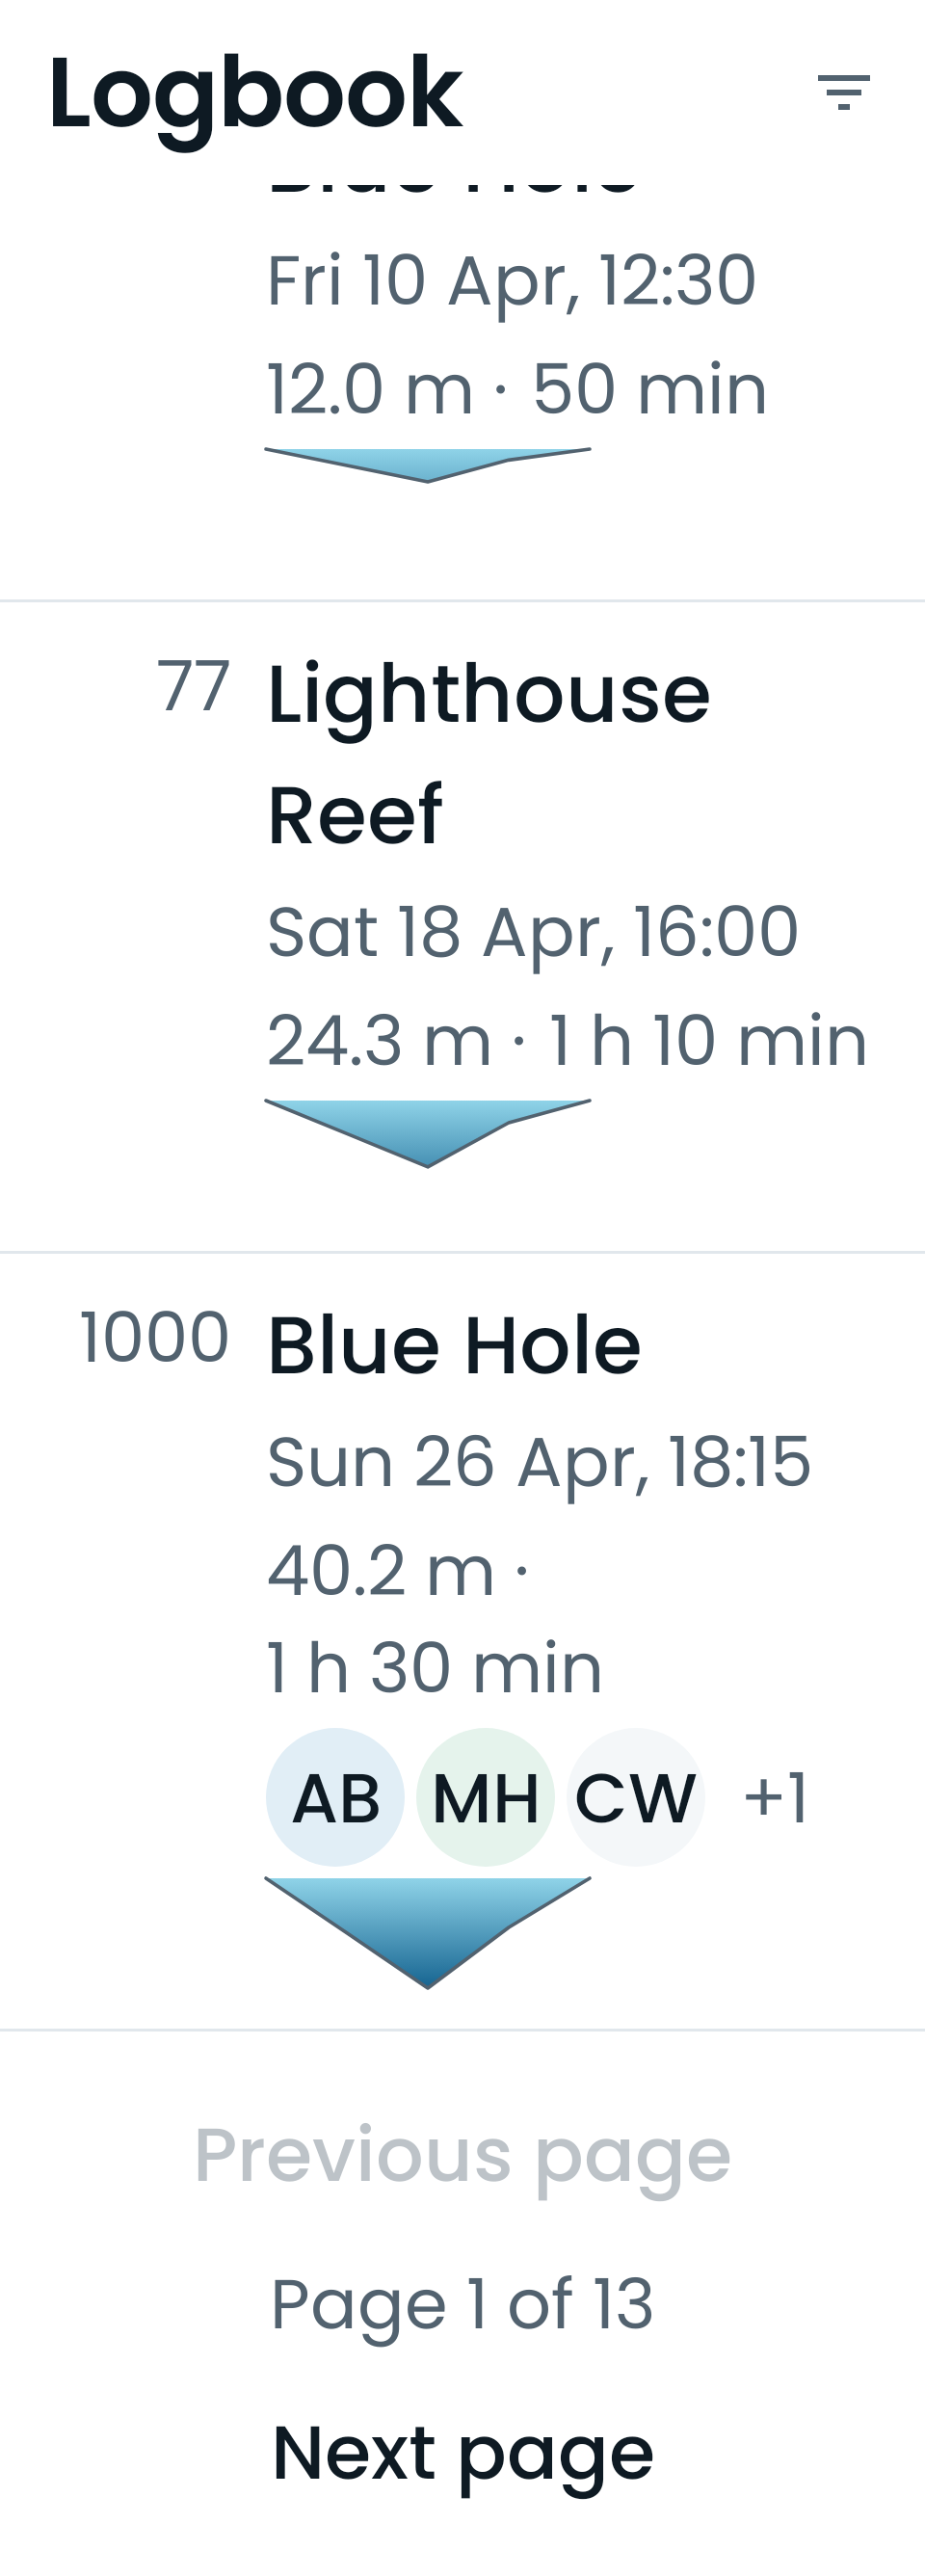 Logbook
Blue Hole
Fri 10 Apr, 12:30
12.0 m · 50 min
77
Lighthouse
Reef
Sat 18 Apr, 16:00
24.3 m · 1 h 10 min
1000
Blue Hole
Sun 26 Apr, 18:15
40.2 m ·
1 h 30 min
AB MH CW +1
Previous page
Page 1 of 13
Next page